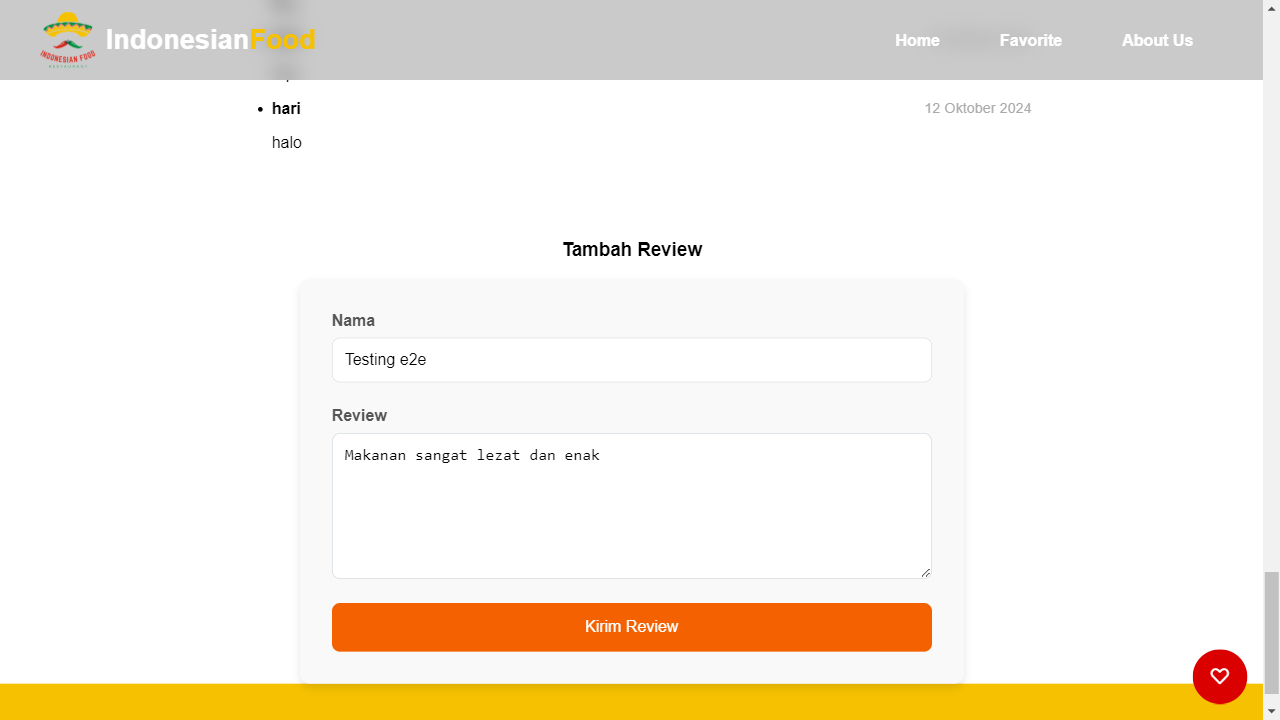 INDONESIAN FOOD
RESTAURANT
IndonesianFood
Home
Favorite
About Us
hari
12 Oktober 2024
halo
Tambah Review
Nama
Testing e2e
Review
Makanan sangat lezat dan enak
Kirim Review